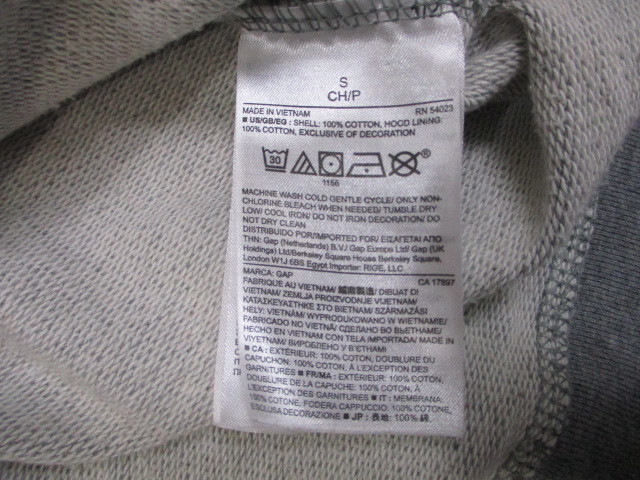 S
CH/P
MADE IN VIETNAM RN 54023
■ US/GB/EG : SHELL: 100% COTTON, HOOD LINING:
100% COTTON, EXCLUSIVE OF DECORATION
30
®
1156
MACHINE WASH COLD GENTLE CYCLE/ ONLY NON-
CHLORINE BLEACH WHEN NEEDED/ TUMBLE DRY
LOW/ COOL IRON/ DO NOT IRON DECORATION/ DO
NOT DRY CLEAN
DISTRIBUIDO POR/IMPORTED FOR/ ΕΙΣΑΓΕΤΑΙ ΑΠΟ
ΤΗΝ: Gap (Netherlands) B.V./ Gap Europe Ltd/ Gap (UK
Holdings) Ltd/Berkeley Square House Berkeley Square,
London W1J 6BS Egypt Importer: RIGE, LLC
MARCA: GAP CA 17897
FABRIQUE AU VIETNAM/ 越南製造/ DIBUAT DI
VIETNAM/ ZEMLJA PROIZVODNJE VIJETNAM/
ΚΑΤΑΣΚΕΥΑΣΤΗΚΕ ΣΤΟ ΒΙΕΤΝΑΜ/ SZÁRMAZÁSI
HELY: VIETNÁM/ WYPRODUKOWANO W WIETNAMIE/
FABRICADO NO VIETNÃ/ СДЕЛАНО ВО ВЬЕТНАМЕ/
HECHO EN VIETNAM CON TELA IMPORTADA/ MADE IN
VIYETNAM/ ВИРОБЛЕНО У В'ЄТНАМІ
■ CA : EXTÉRIEUR: 100% COTON, DOUBLURE DU
CAPUCHON: 100% COTON, À L'EXCEPTION DES
GARNITURES ■ FR/MA : EXTÉRIEUR: 100% COTON,
DOUBLURE DE LA CAPUCHE: 100% COTON, À
GARNITURES ■ IT : MEMBRANA:
100% COTONE, FODERA CAPPUCCIO: 100% COTONE,
ESCLUSA DECORAZIONE ■ JP : 表地: 100% 綿,